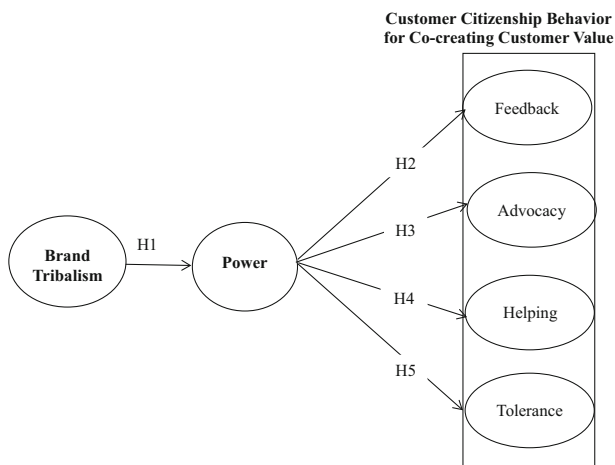 Customer Citizenship Behavior
for Co-creating Customer Value
Feedback
H2
Advocacy
H3
H1
Brand
Tribalism
Power
H4
Helping
H5
Tolerance